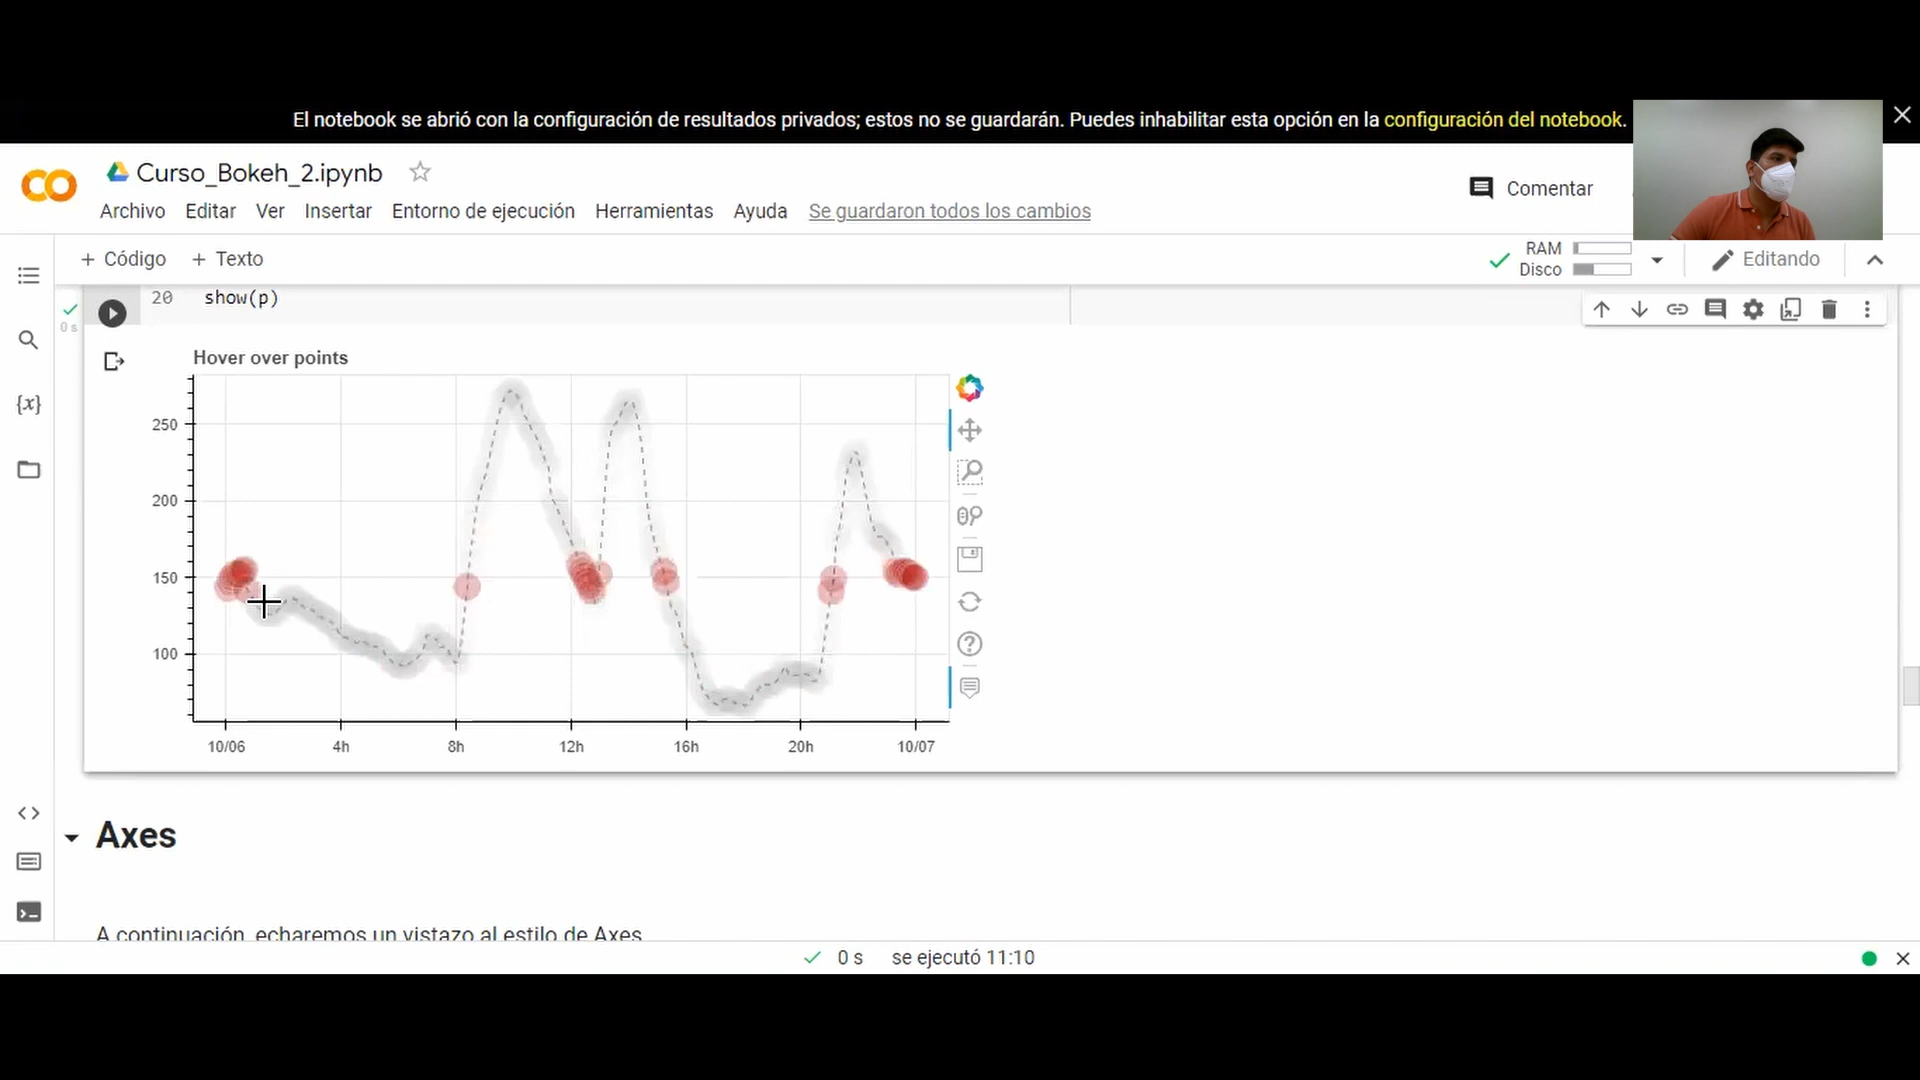 El notebook se abrió con la configuración de resultados privados; estos no se guardarán. Puedes inhabilitar esta opción en la configuración del notebook.
Curso_Bokeh_2.ipynb
Comentar
Archivo Editar Ver Insertar Entorno de ejecución Herramientas Ayuda Se guardaron todos los cambios
+ Código + Texto
RAM
Disco
Editando
20 show(p)
0 s
Hover over points
250
200
150
100
10/06 4h 8h 12h 16h 20h 10/07
Axes
A continuación, echaremos un vistazo al estilo de Axes
0 s se ejecutó 11:10